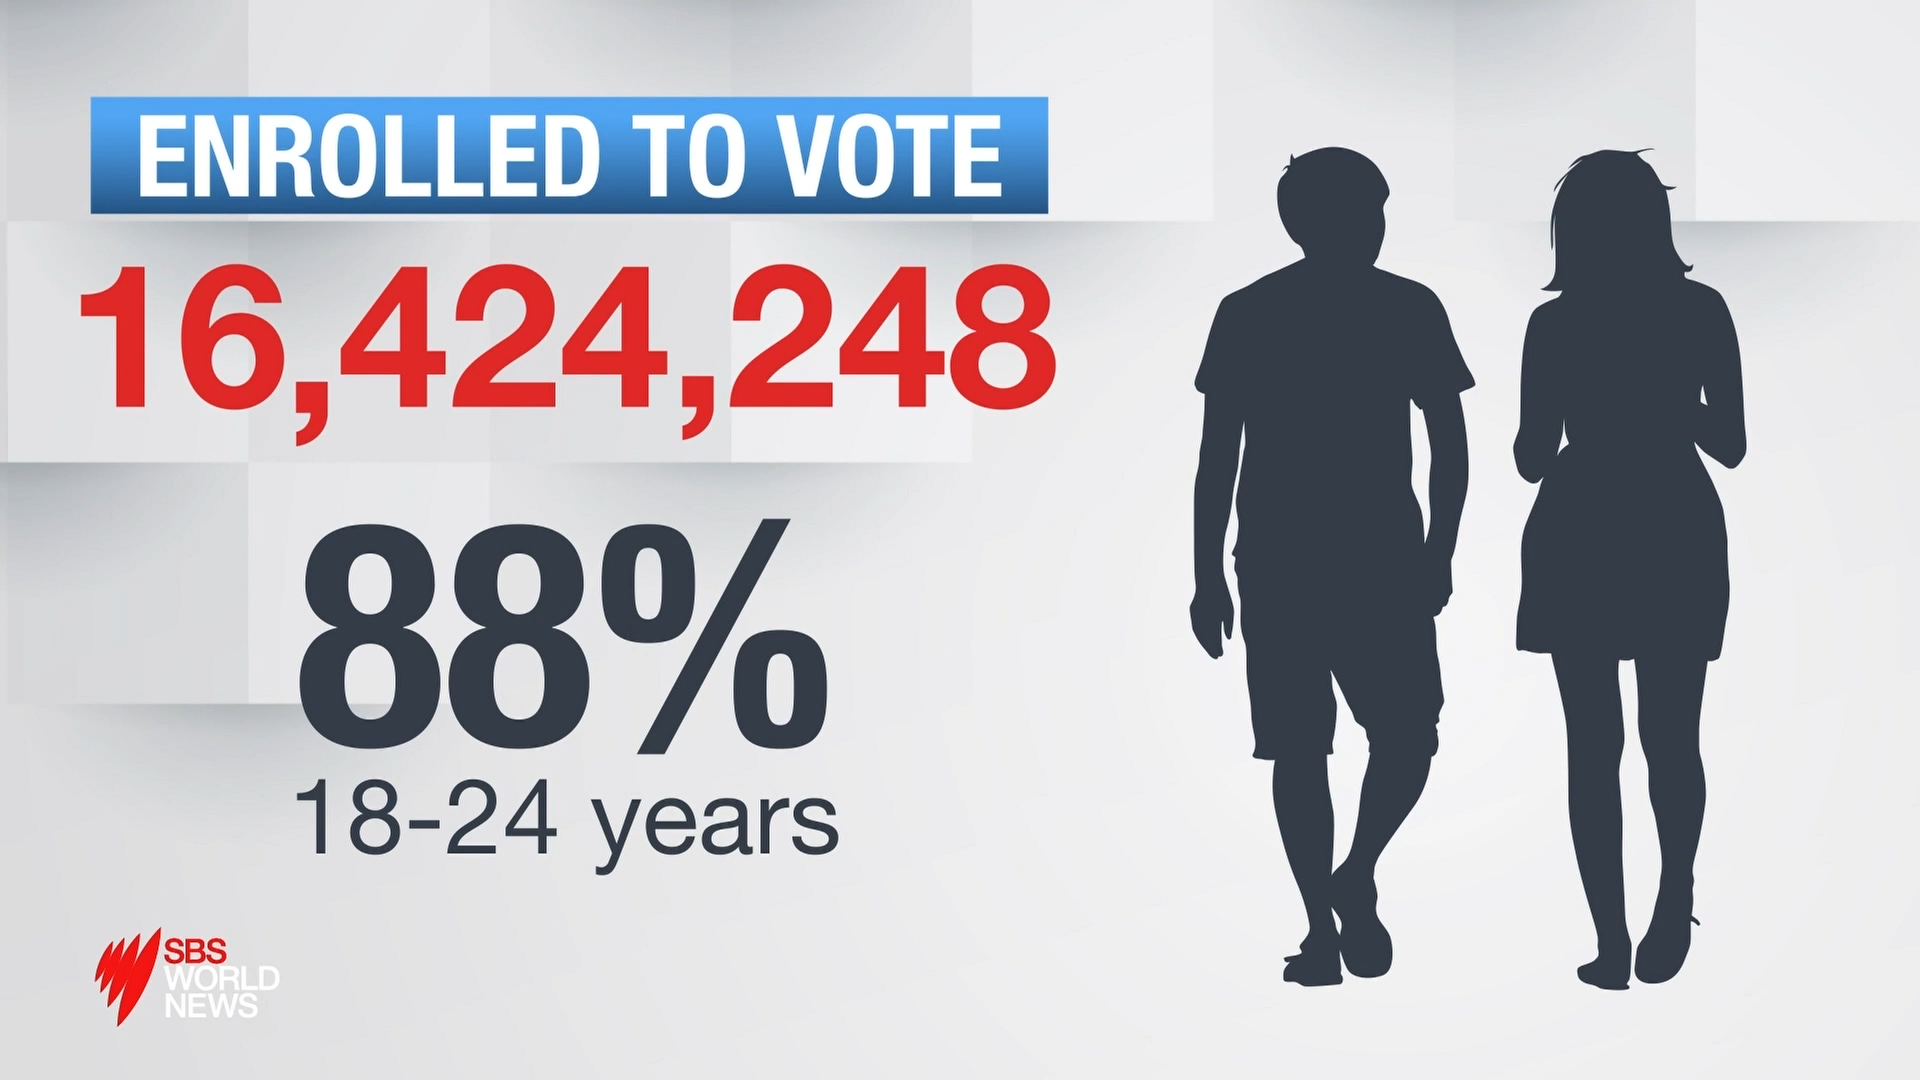 ENROLLED TO VOTE
16,424,248
88%
18-24 years
SBS
WORLD
NEWS